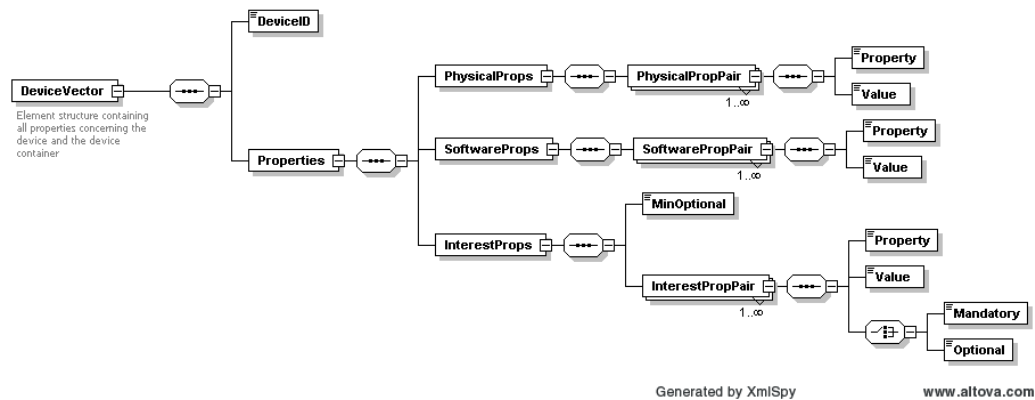 DeviceID
DeviceVector
Element structure containing
all properties concerning the
device and the device
container
Properties
PhysicalProps
PhysicalPropPair
1..∞
Property
Value
SoftwareProps
SoftwarePropPair
1..∞
Property
Value
InterestProps
MinOptional
InterestPropPair
1..∞
Property
Value
Mandatory
Optional
Generated by XmlSpy
www.altova.com